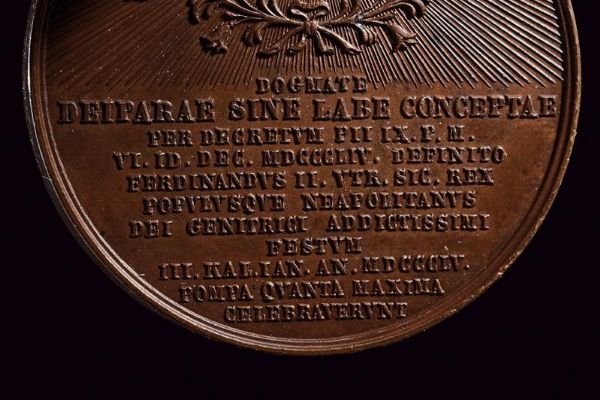 DOGMATE
DEIPARAE SINE LABE CONCEPTAE
PER DECRETVM PII IX. P. M.
VI. ID. DEC. MDCCCLIV. DEFINITO
FERDINANDVS II. VTR. SIC. REX
POPVLVSQVE NEAPOLITANVS
DEI GENITRICI ADDICTISSIMI
FESTVM
III. KAL. IAN. AN. MDCCCLV.
POMPA QVANTA MAXIMA
CELEBRAVERVNT